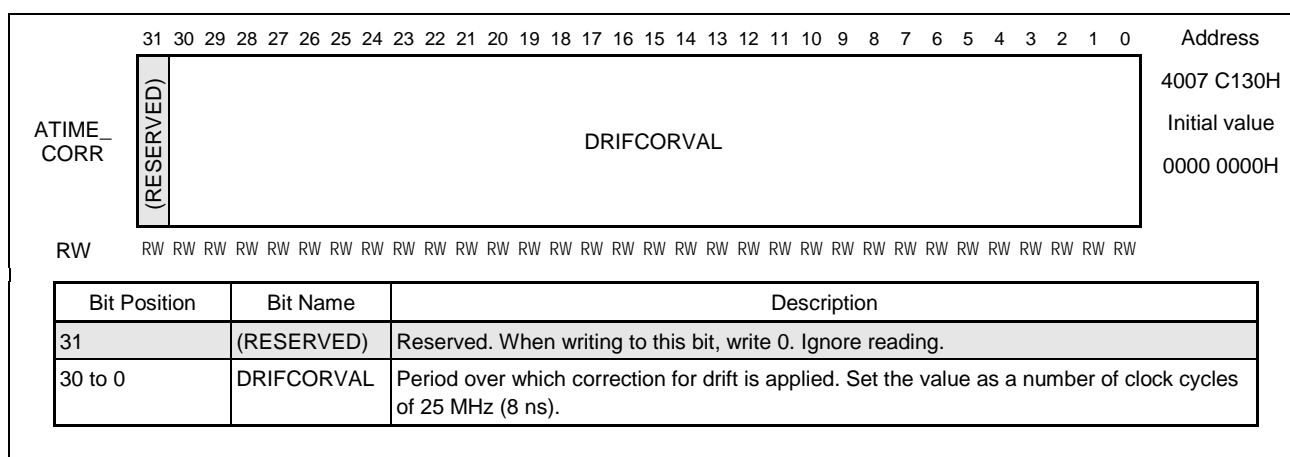 31 30 29 28 27 26 25 24 23 22 21 20 19 18 17 16 15 14 13 12 11 10 9 8 7 6 5 4 3 2 1 0 Address
4007 C130H
Initial value
0000 0000H
ATIME_
CORR
(RESERVED)
DRIFCORVAL
RW RW RW RW RW RW RW RW RW RW RW RW RW RW RW RW RW RW RW RW RW RW RW RW RW RW RW RW RW RW RW RW RW
Bit Position Bit Name Description
31 (RESERVED) Reserved. When writing to this bit, write 0. Ignore reading.
30 to 0 DRIFCORVAL Period over which correction for drift is applied. Set the value as a number of clock cycles
of 25 MHz (8 ns).